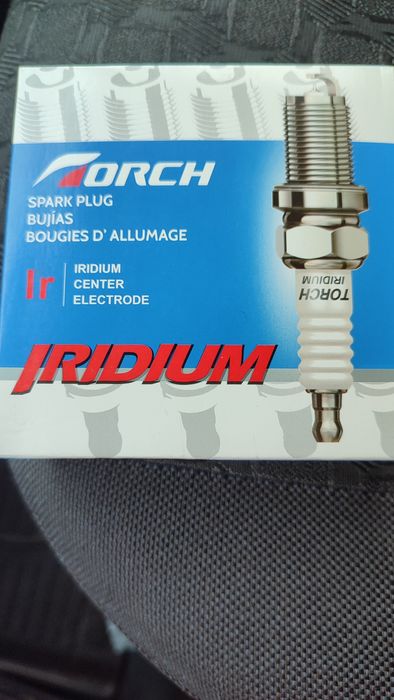 TORCH
SPARK PLUG
BUJÍAS
BOUGIES D' ALLUMAGE
Ir
IRIDIUM
CENTER
ELECTRODE
TORCH
IRIDIUM
IRIDIUM